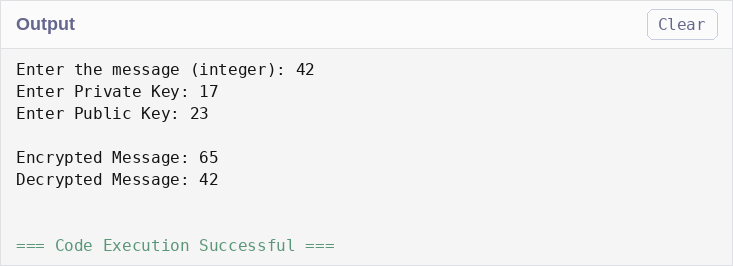 Output
Clear
Enter the message (integer): 42
Enter Private Key: 17
Enter Public Key: 23
Encrypted Message: 65
Decrypted Message: 42
=== Code Execution Successful ===